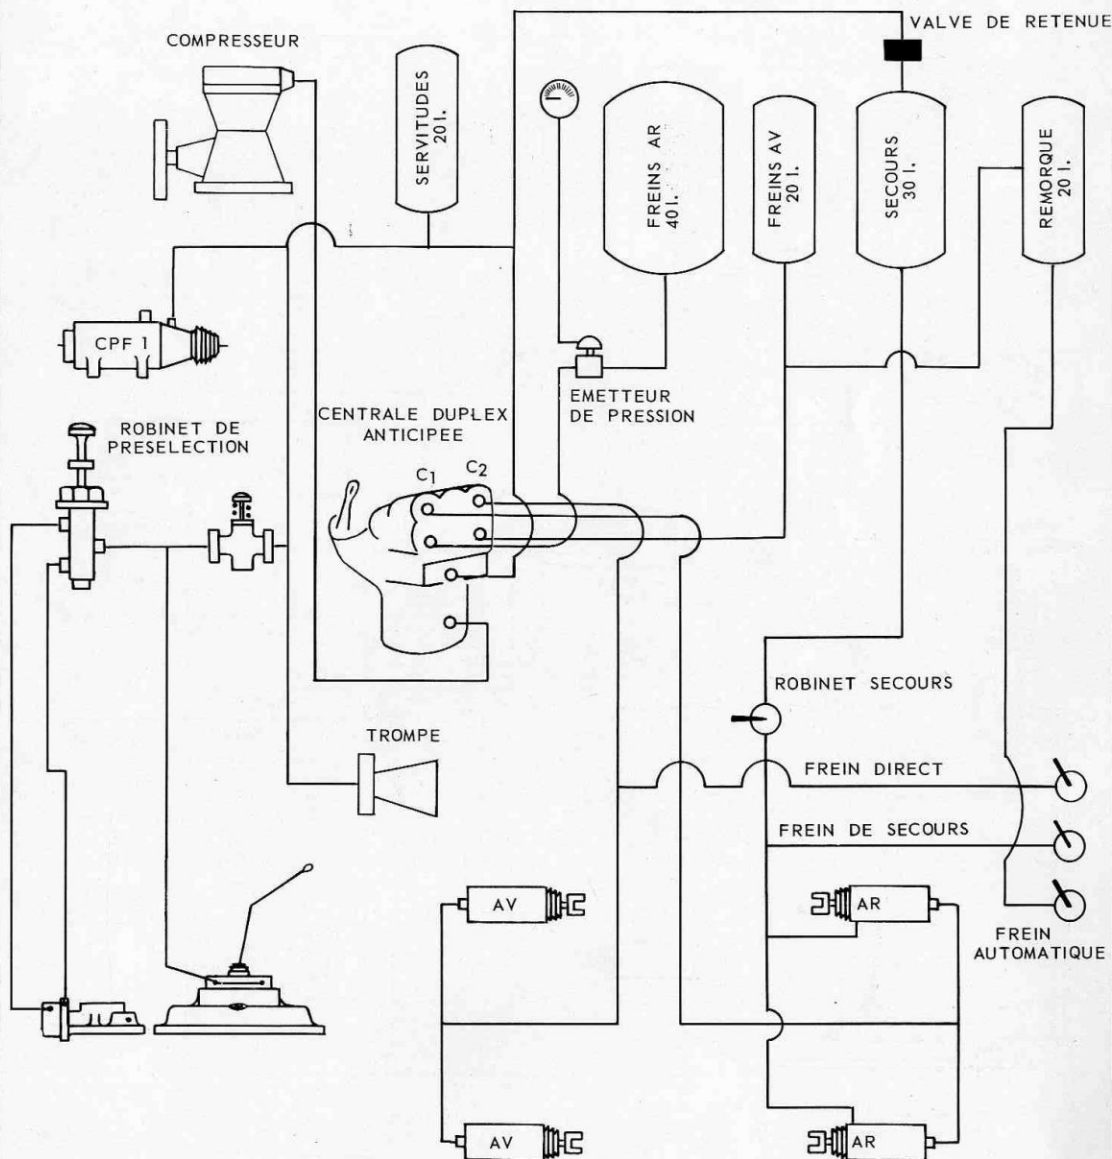 VALVE DE RETENUE
COMPRESSEUR
SERVITUDES
20 l.
FREINS AR
40 l.
FREINS AV
20 l.
SECOURS
30 l.
REMORQUE
20 l.
CPF 1
EMETTEUR
DE PRESSION
CENTRALE DUPLEX
ANTICIPEE
ROBINET DE
PRESELECTION
C1
C2
ROBINET SECOURS
TROMPE
FREIN DIRECT
FREIN DE SECOURS
AV
AR
FREIN
AUTOMATIQUE
AV
AR